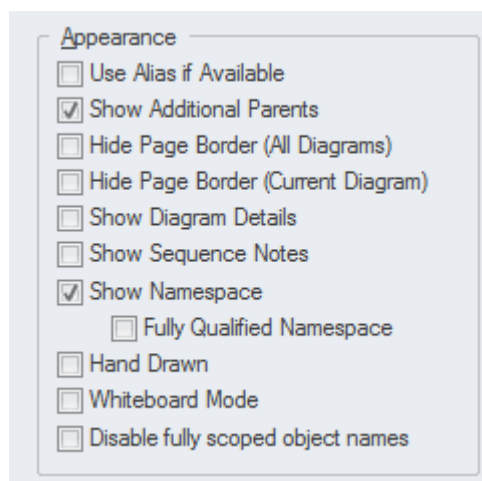 Appearance
Use Alias if Available
Show Additional Parents
Hide Page Border (All Diagrams)
Hide Page Border (Current Diagram)
Show Diagram Details
Show Sequence Notes
Show Namespace
Fully Qualified Namespace
Hand Drawn
Whiteboard Mode
Disable fully scoped object names